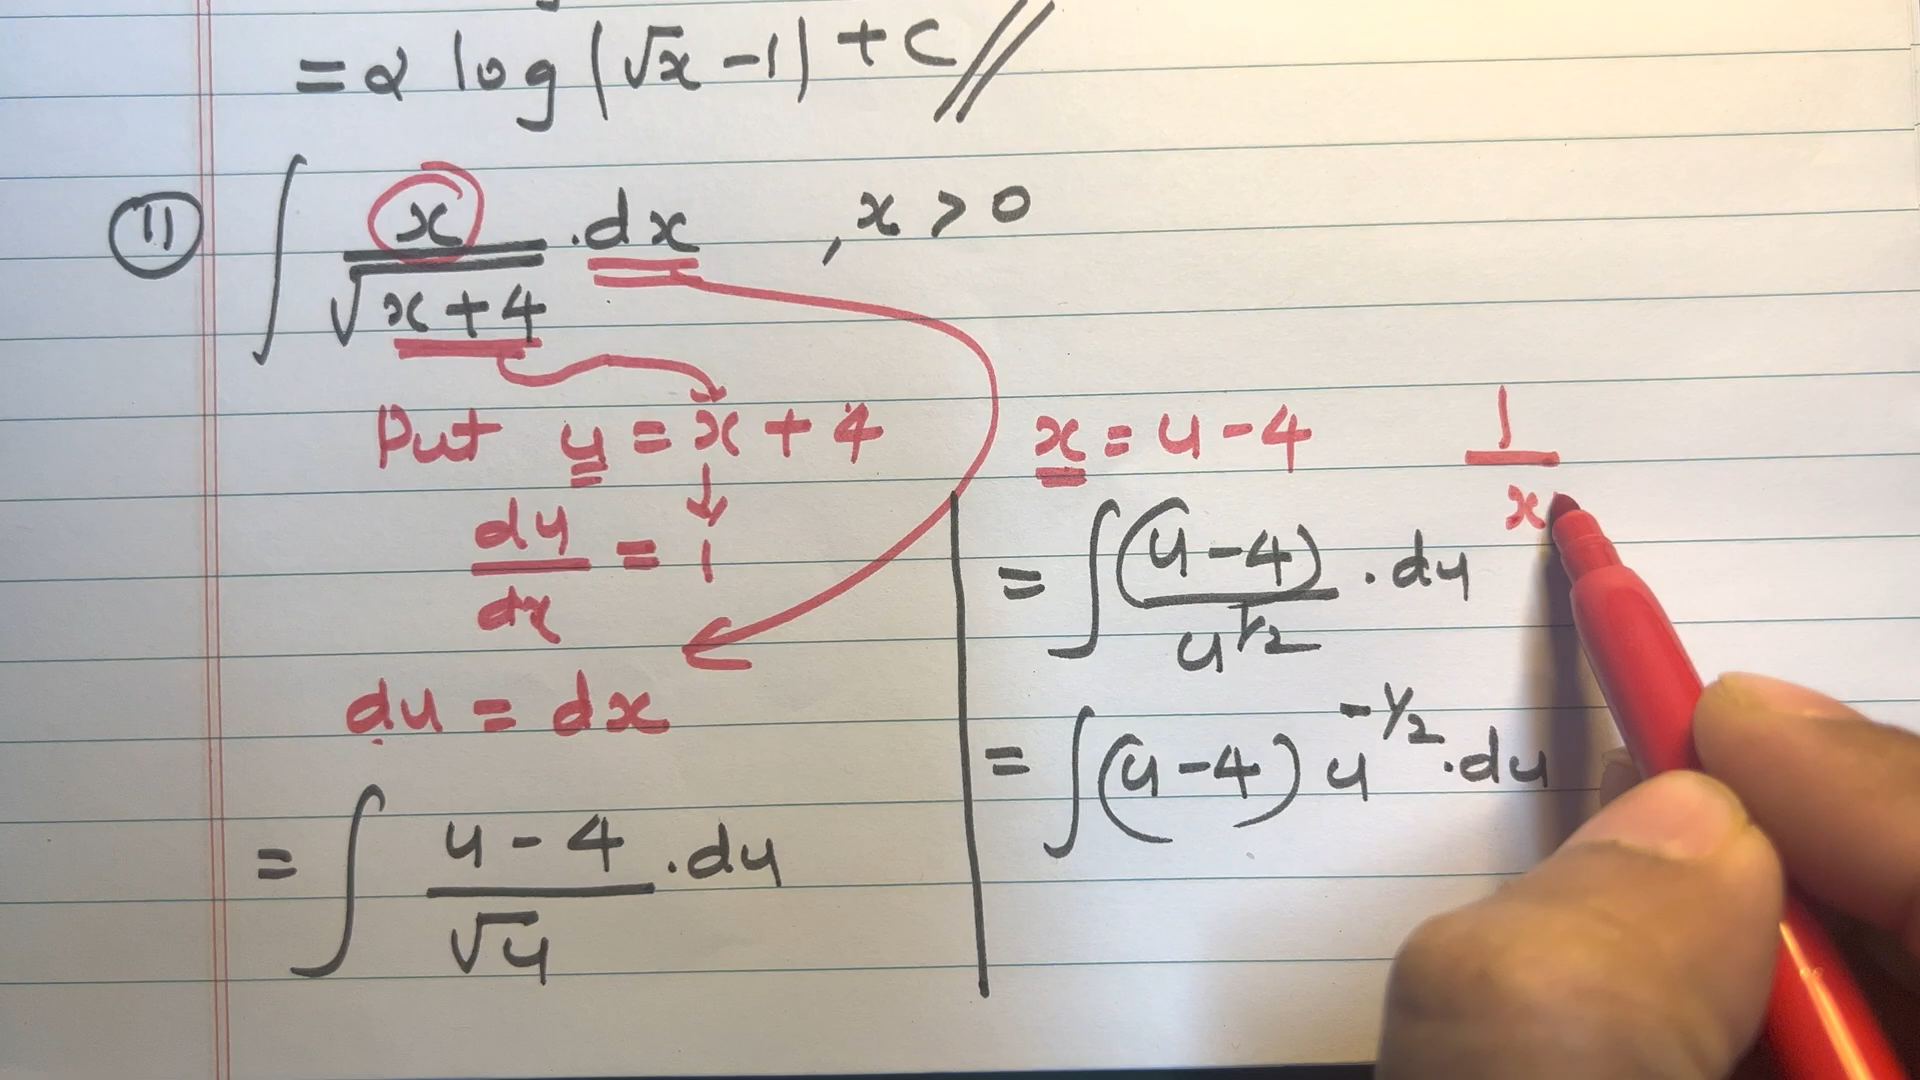 = 2 log |√x - 1| + C //
11 ∫ x/√(x+4) . dx , x > 0
Put u = x + 4
du/dx = 1
du = dx
= ∫ (u - 4)/√u . du
x = u - 4
1/x
= ∫ (u - 4)/u^1/2 . du
= ∫ (u - 4) u^-1/2 . du